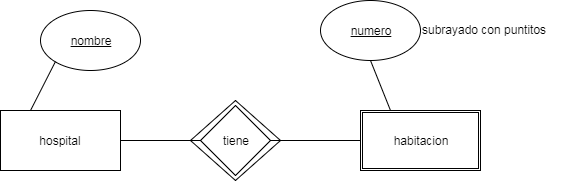 nombre
numero
subrayado con puntitos
hospital
tiene
habitacion